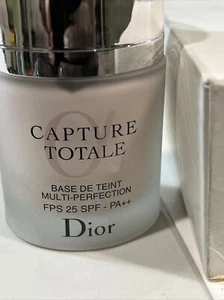 CAPTURE
TOTALE
BASE DE TEINT
MULTI-PERFECTION
FPS 25 SPF - PA++
Dior